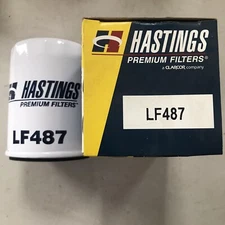 HASTINGS
PREMIUM FILTERS®
LF487
HASTINGS
PREMIUM FILTERS®
a CLARCOR company
LF487